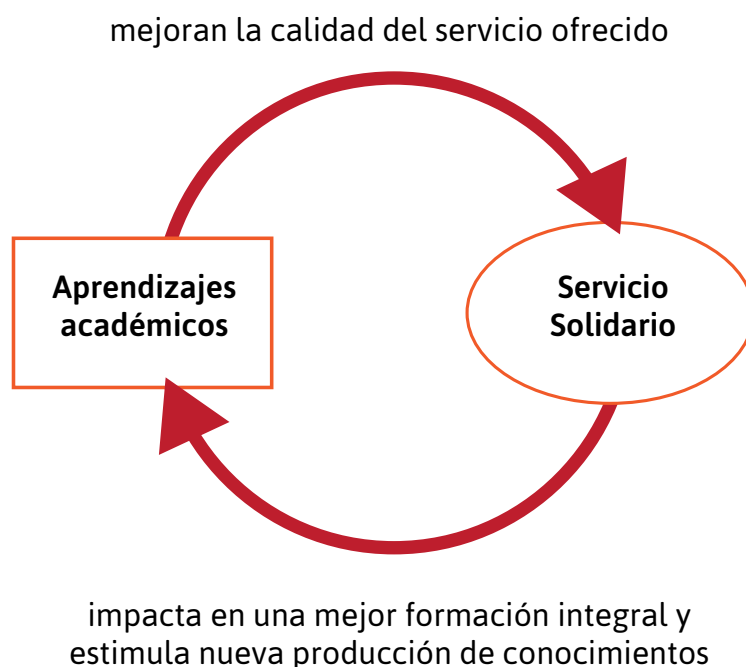 mejoran la calidad del servicio ofrecido
Aprendizajes
académicos
Servicio
Solidario
impacta en una mejor formación integral y
estimula nueva producción de conocimientos